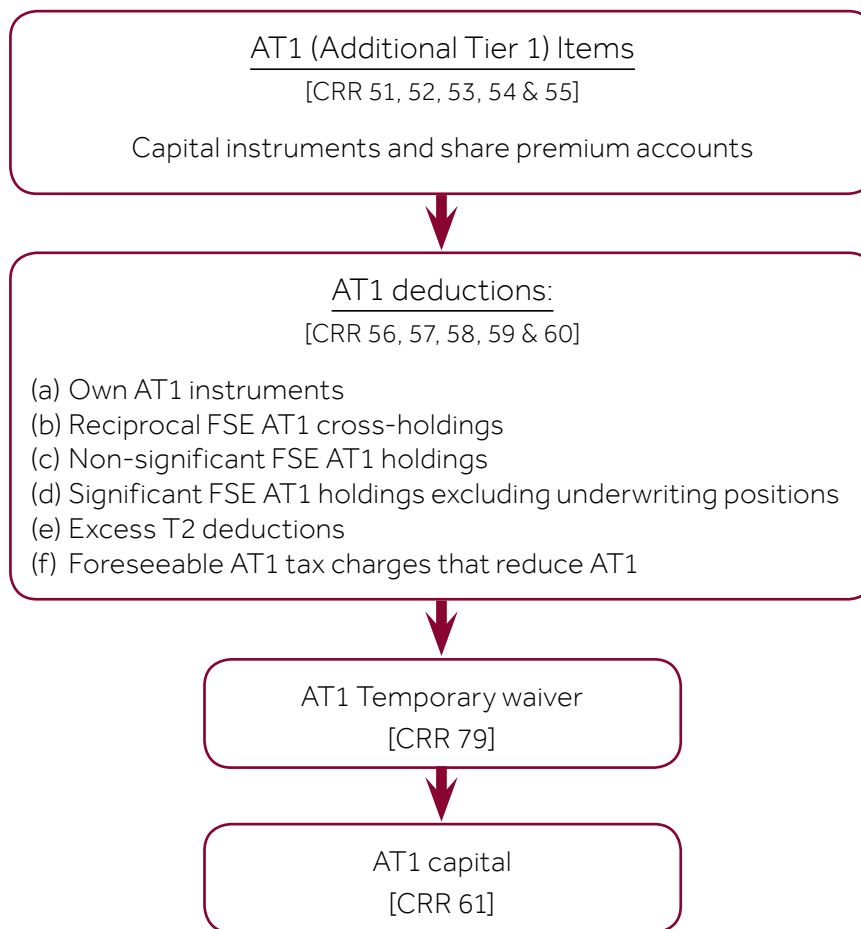 AT1 (Additional Tier 1) Items
[CRR 51, 52, 53, 54 & 55]
Capital instruments and share premium accounts
AT1 deductions:
[CRR 56, 57, 58, 59 & 60]
(a) Own AT1 instruments
(b) Reciprocal FSE AT1 cross-holdings
(c) Non-significant FSE AT1 holdings
(d) Significant FSE AT1 holdings excluding underwriting positions
(e) Excess T2 deductions
(f) Foreseeable AT1 tax charges that reduce AT1
AT1 Temporary waiver
[CRR 79]
AT1 capital
[CRR 61]